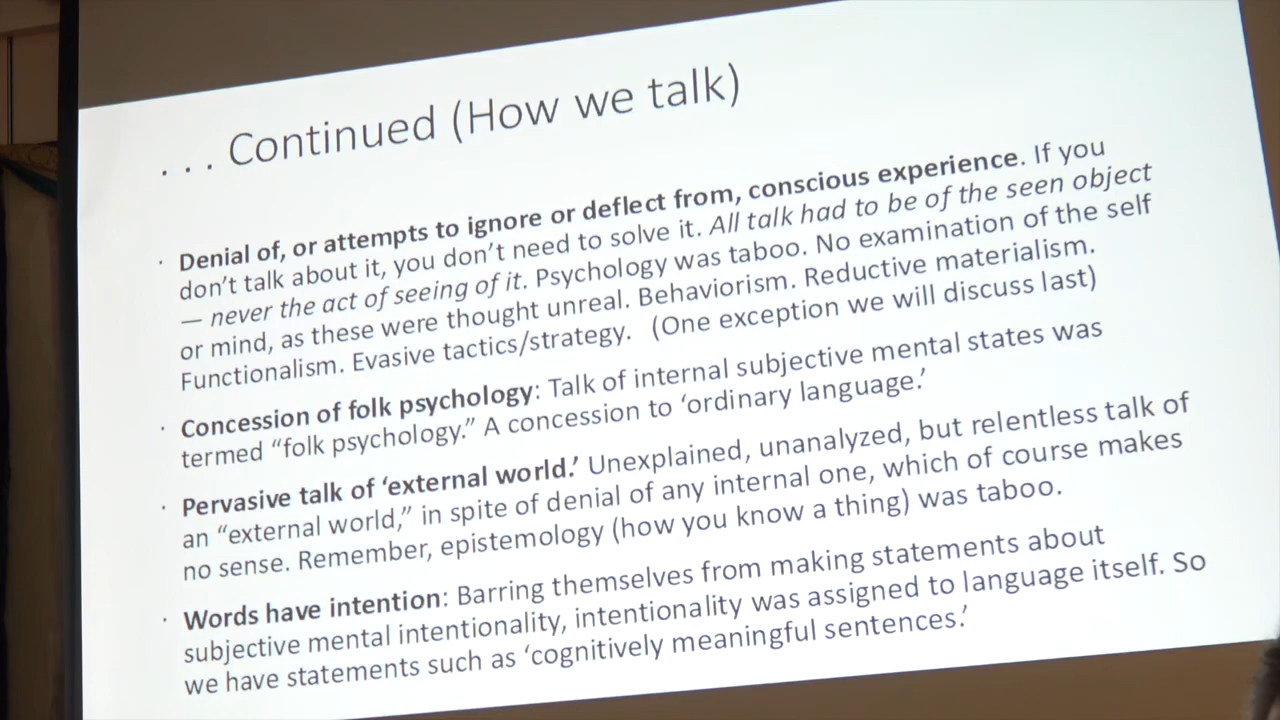 . . . Continued (How we talk)
· Denial of, or attempts to ignore or deflect from, conscious experience. If you
don’t talk about it, you don’t need to solve it. All talk had to be of the seen object
— never the act of seeing of it. Psychology was taboo. No examination of the self
or mind, as these were thought unreal. Behaviorism. Reductive materialism.
Functionalism. Evasive tactics/strategy. (One exception we will discuss last)
· Concession of folk psychology: Talk of internal subjective mental states was
termed “folk psychology.” A concession to ‘ordinary language.’
· Pervasive talk of ‘external world.’ Unexplained, unanalyzed, but relentless talk of
an “external world,” in spite of denial of any internal one, which of course makes
no sense. Remember, epistemology (how you know a thing) was taboo.
· Words have intention: Barring themselves from making statements about
subjective mental intentionality, intentionality was assigned to language itself. So
we have statements such as ‘cognitively meaningful sentences.’